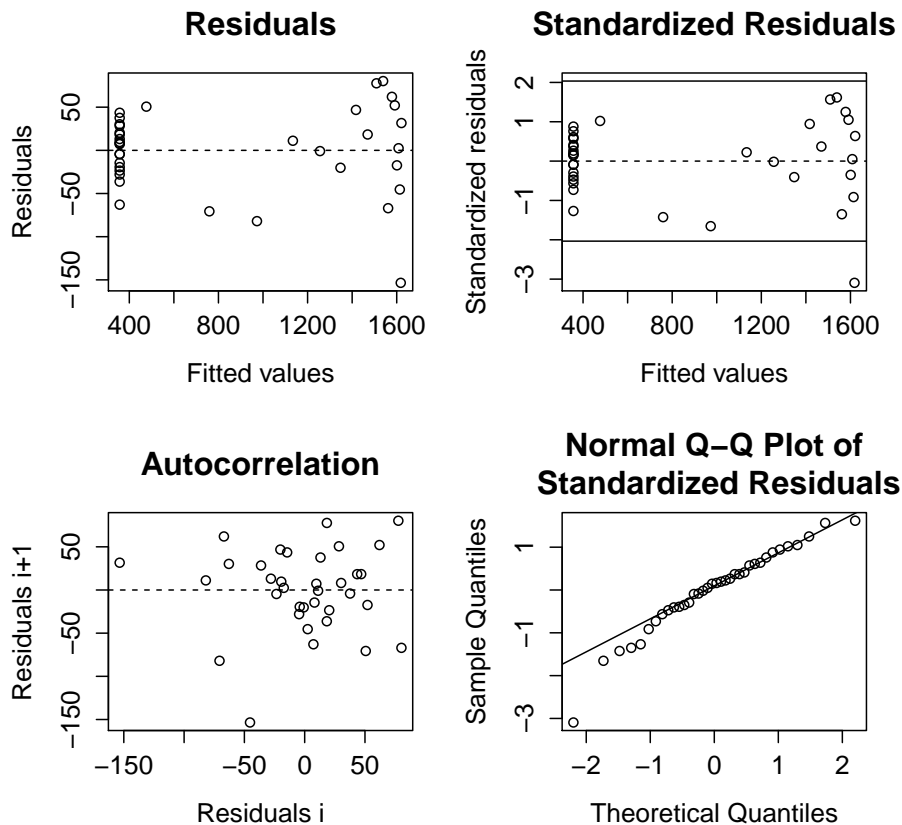 Residuals
Residuals
50
−50
−150
400
800
1200
1600
Fitted values
Standardized Residuals
Standardized residuals
2
1
−1
−3
400
800
1200
1600
Fitted values
Autocorrelation
Residuals i+1
50
−50
−150
−150
−50
0
50
Residuals i
Normal Q−Q Plot of
Standardized Residuals
Sample Quantiles
1
−1
−3
−2
−1
0
1
2
Theoretical Quantiles